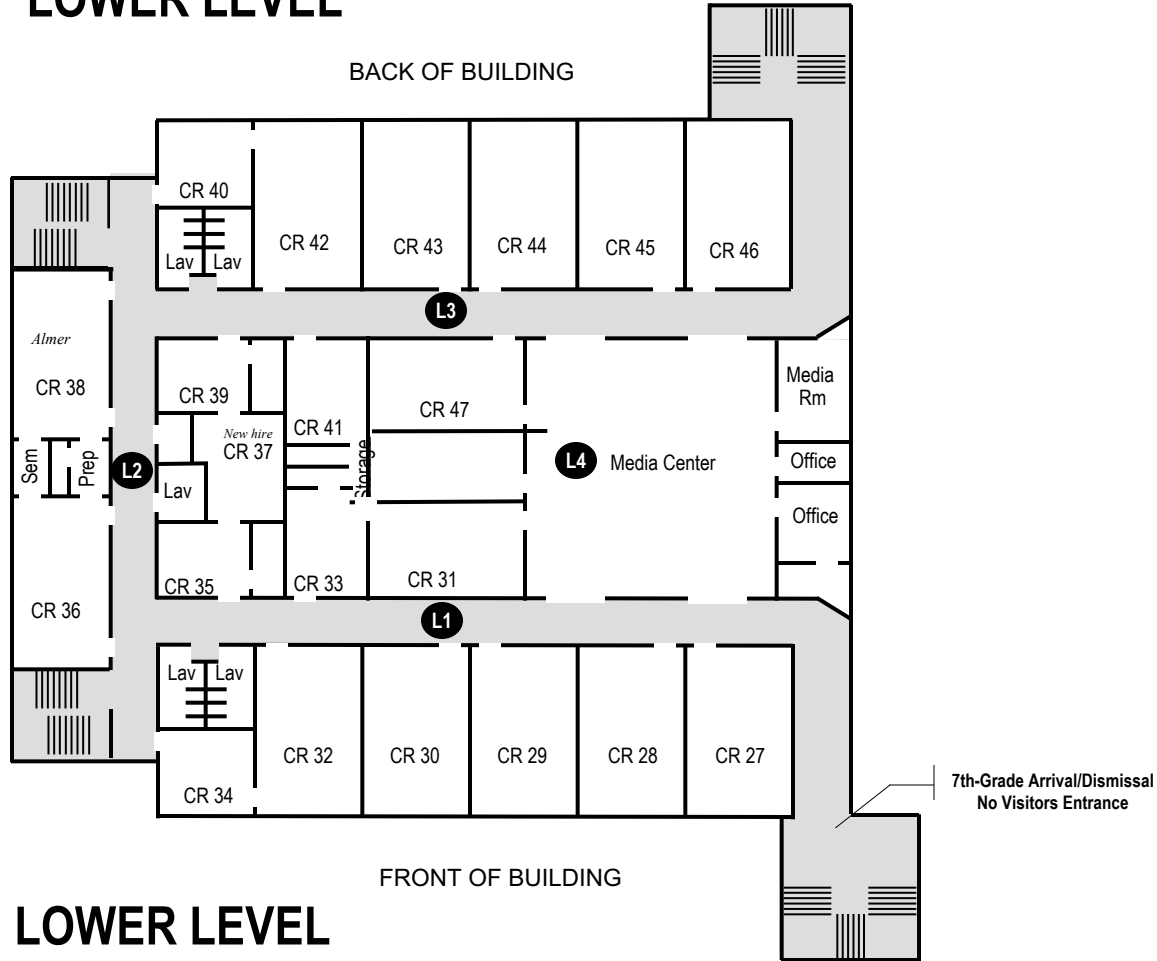 LOWER LEVEL
BACK OF BUILDING
CR 40
Lav Lav
CR 42
CR 43
CR 44
CR 45
CR 46
L3
Almer
CR 38
CR 39
CR 41
CR 47
Media
Rm
New hire
CR 37
Storage
Sem
Prep
L2
Lav
L4
Media Center
Office
Office
CR 36
CR 35
CR 33
CR 31
L1
Lav Lav
CR 34
CR 32
CR 30
CR 29
CR 28
CR 27
7th-Grade Arrival/Dismissal
No Visitors Entrance
FRONT OF BUILDING
LOWER LEVEL